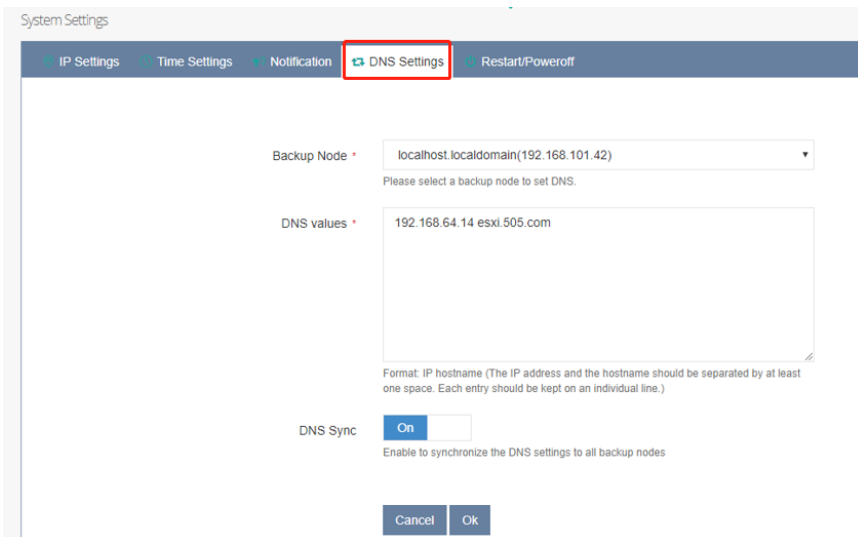 System Settings
IP Settings Time Settings Notification DNS Settings Restart/Poweroff
Backup Node * localhost.localdomain(192.168.101.42)
Please select a backup node to set DNS.
DNS values * 192.168.64.14 esxi.505.com
Format: IP hostname (The IP address and the hostname should be separated by at least
one space. Each entry should be kept on an individual line.)
DNS Sync On
Enable to synchronize the DNS settings to all backup nodes
Cancel Ok